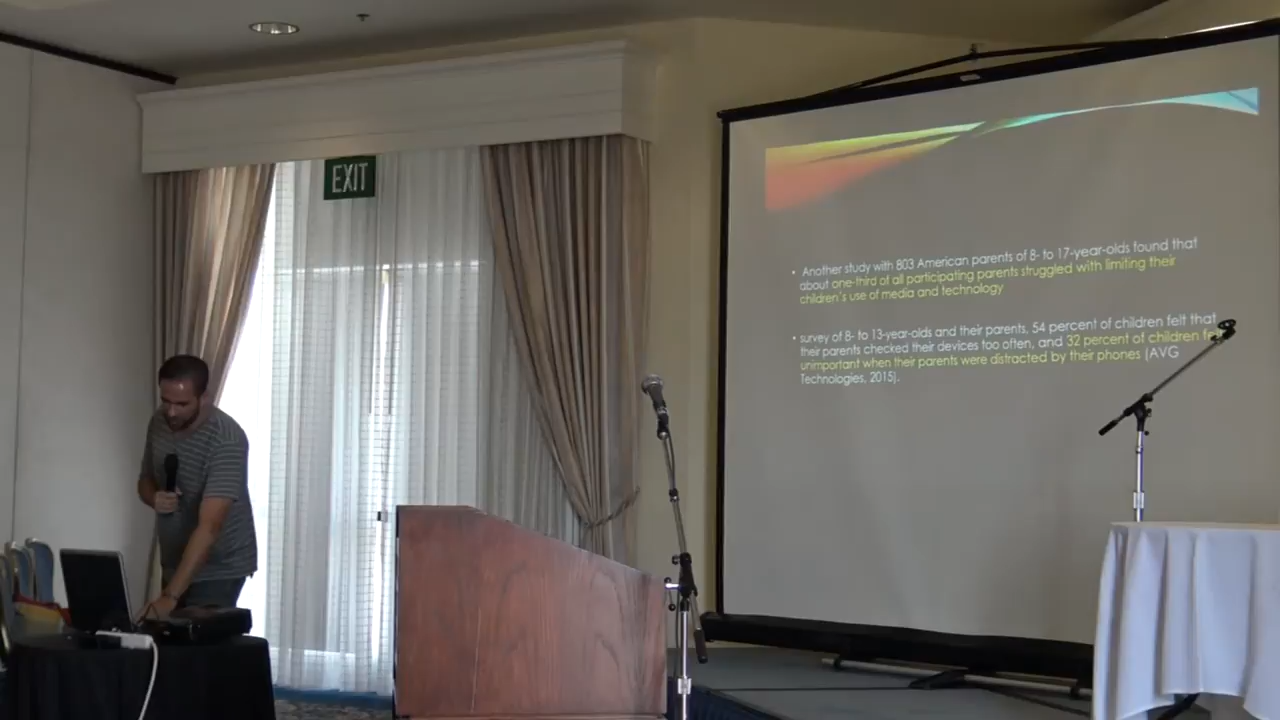 EXIT
• Another study with 803 American parents of 8- to 17-year-olds found that
about one-third of all participating parents struggled with limiting their
children's use of media and technology
• survey of 8- to 13-year-olds and their parents, 54 percent of children felt that
their parents checked their devices too often, and 32 percent of children
unimportant when their parents were distracted by their phones (AVG
Technologies, 2015).